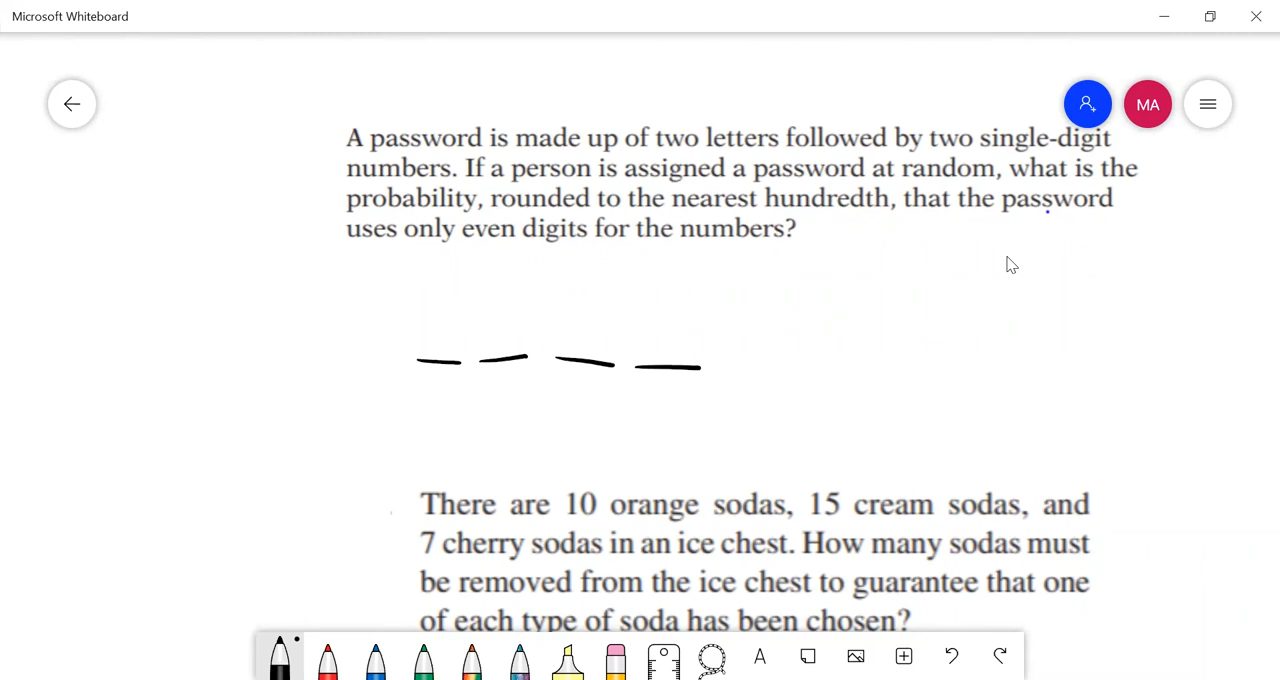 Microsoft Whiteboard
MA
A password is made up of two letters followed by two single-digit
numbers. If a person is assigned a password at random, what is the
probability, rounded to the nearest hundredth, that the password
uses only even digits for the numbers?
There are 10 orange sodas, 15 cream sodas, and
7 cherry sodas in an ice chest. How many sodas must
be removed from the ice chest to guarantee that one
of each type of soda has been chosen?
A